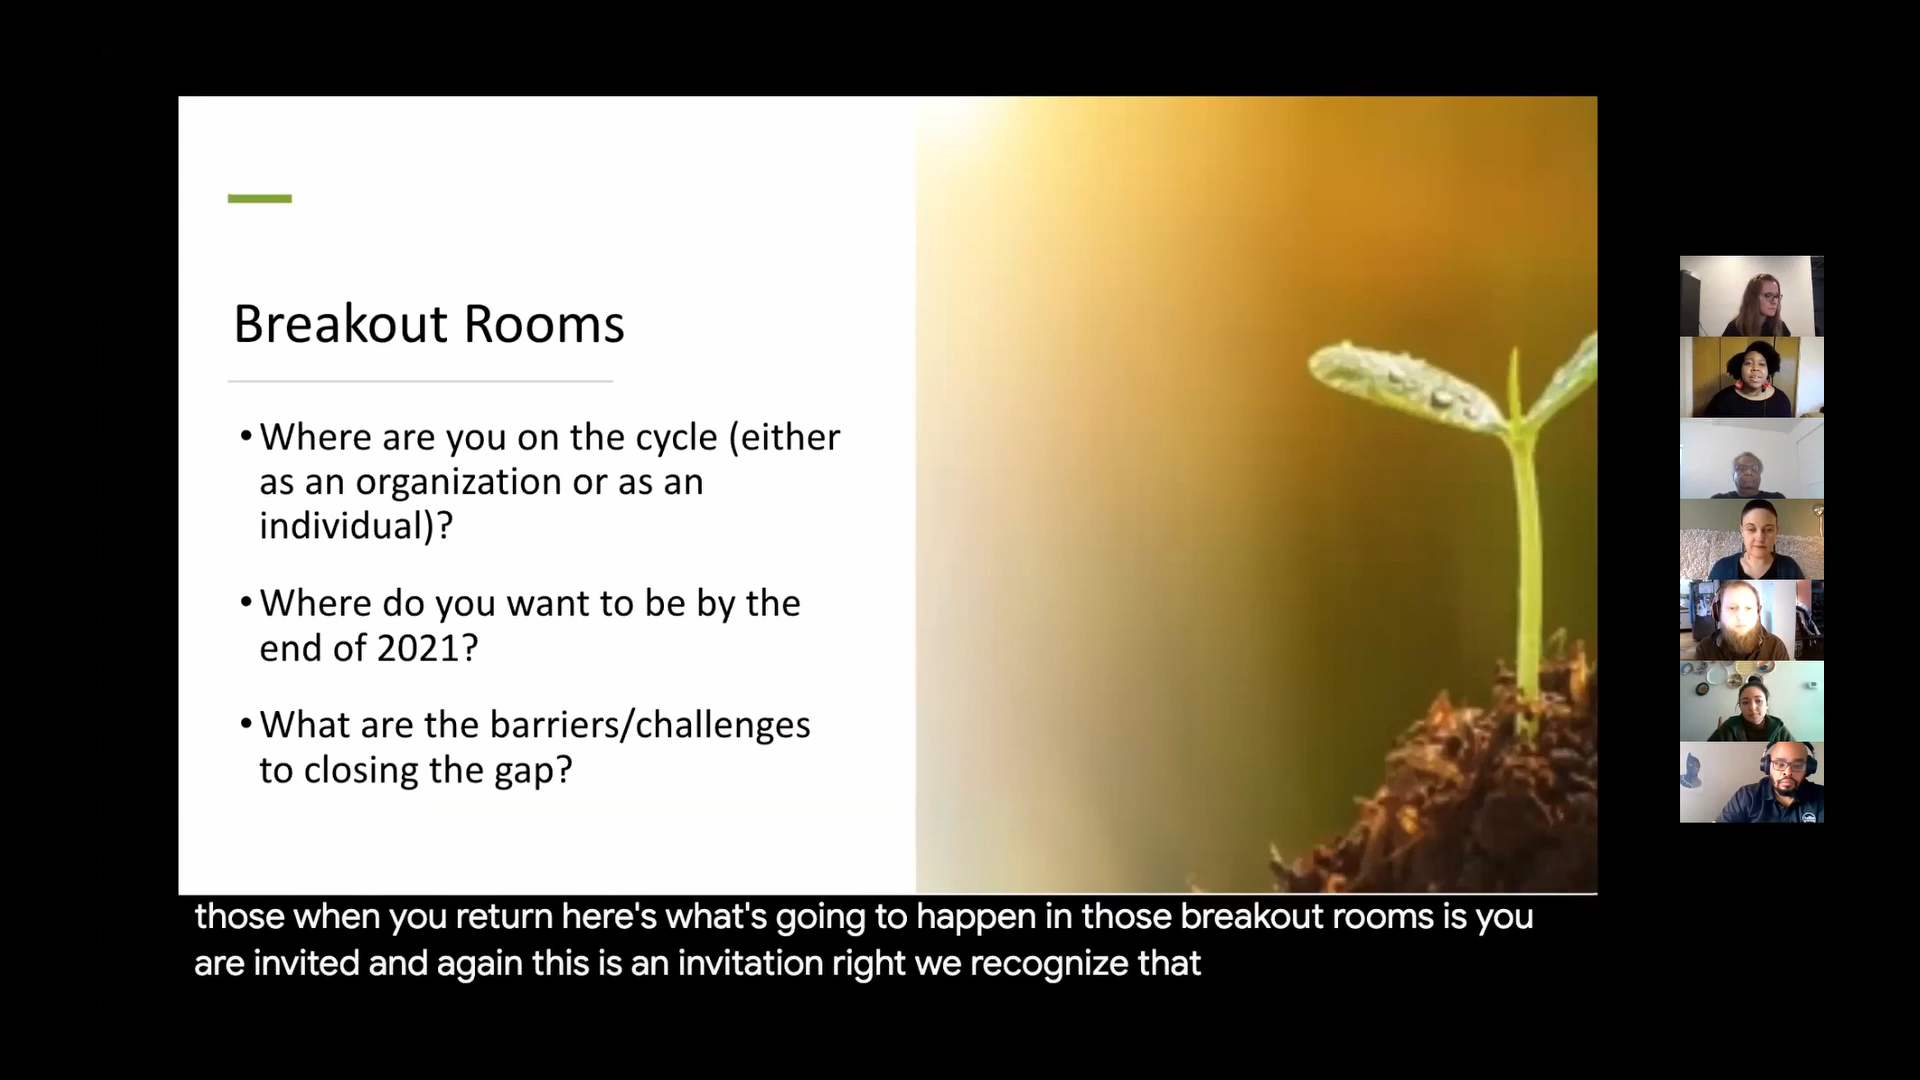 Breakout Rooms
• Where are you on the cycle (either
as an organization or as an
individual)?
• Where do you want to be by the
end of 2021?
• What are the barriers/challenges
to closing the gap?
those when you return here's what's going to happen in those breakout rooms is you
are invited and again this is an invitation right we recognize that